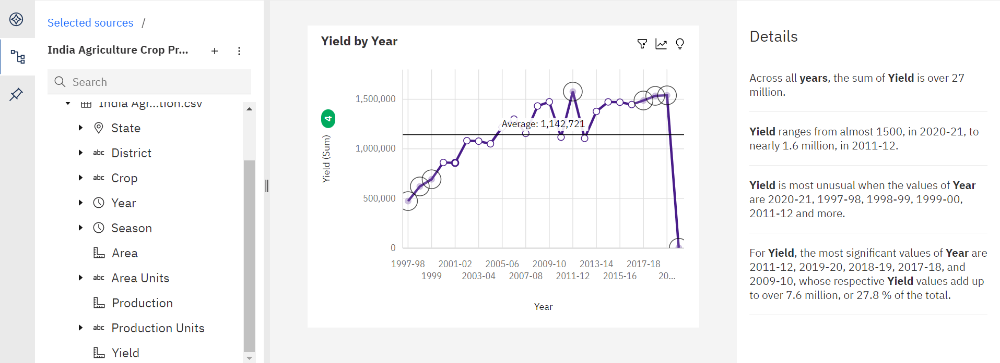 Selected sources /
India Agriculture Crop Pr...
Search
India Agr...tion.csv
State
abc District
abc Crop
Year
Season
Area
abc Area Units
Production
abc Production Units
Yield
Yield by Year
4
Yield (Sum)
1,500,000
1,000,000
500,000
0
Average: 1,142,721
1997-98 2001-02 2005-06 2009-10 2013-14 2017-18
1999 2003-04 2007-08 2011-12 2015-16 20...
Year
Details
Across all years, the sum of Yield is over 27
million.
Yield ranges from almost 1500, in 2020-21, to
nearly 1.6 million, in 2011-12.
Yield is most unusual when the values of Year
are 2020-21, 1997-98, 1998-99, 1999-00,
2011-12 and more.
For Yield, the most significant values of Year are
2011-12, 2019-20, 2018-19, 2017-18, and
2009-10, whose respective Yield values add up
to over 7.6 million, or 27.8 % of the total.